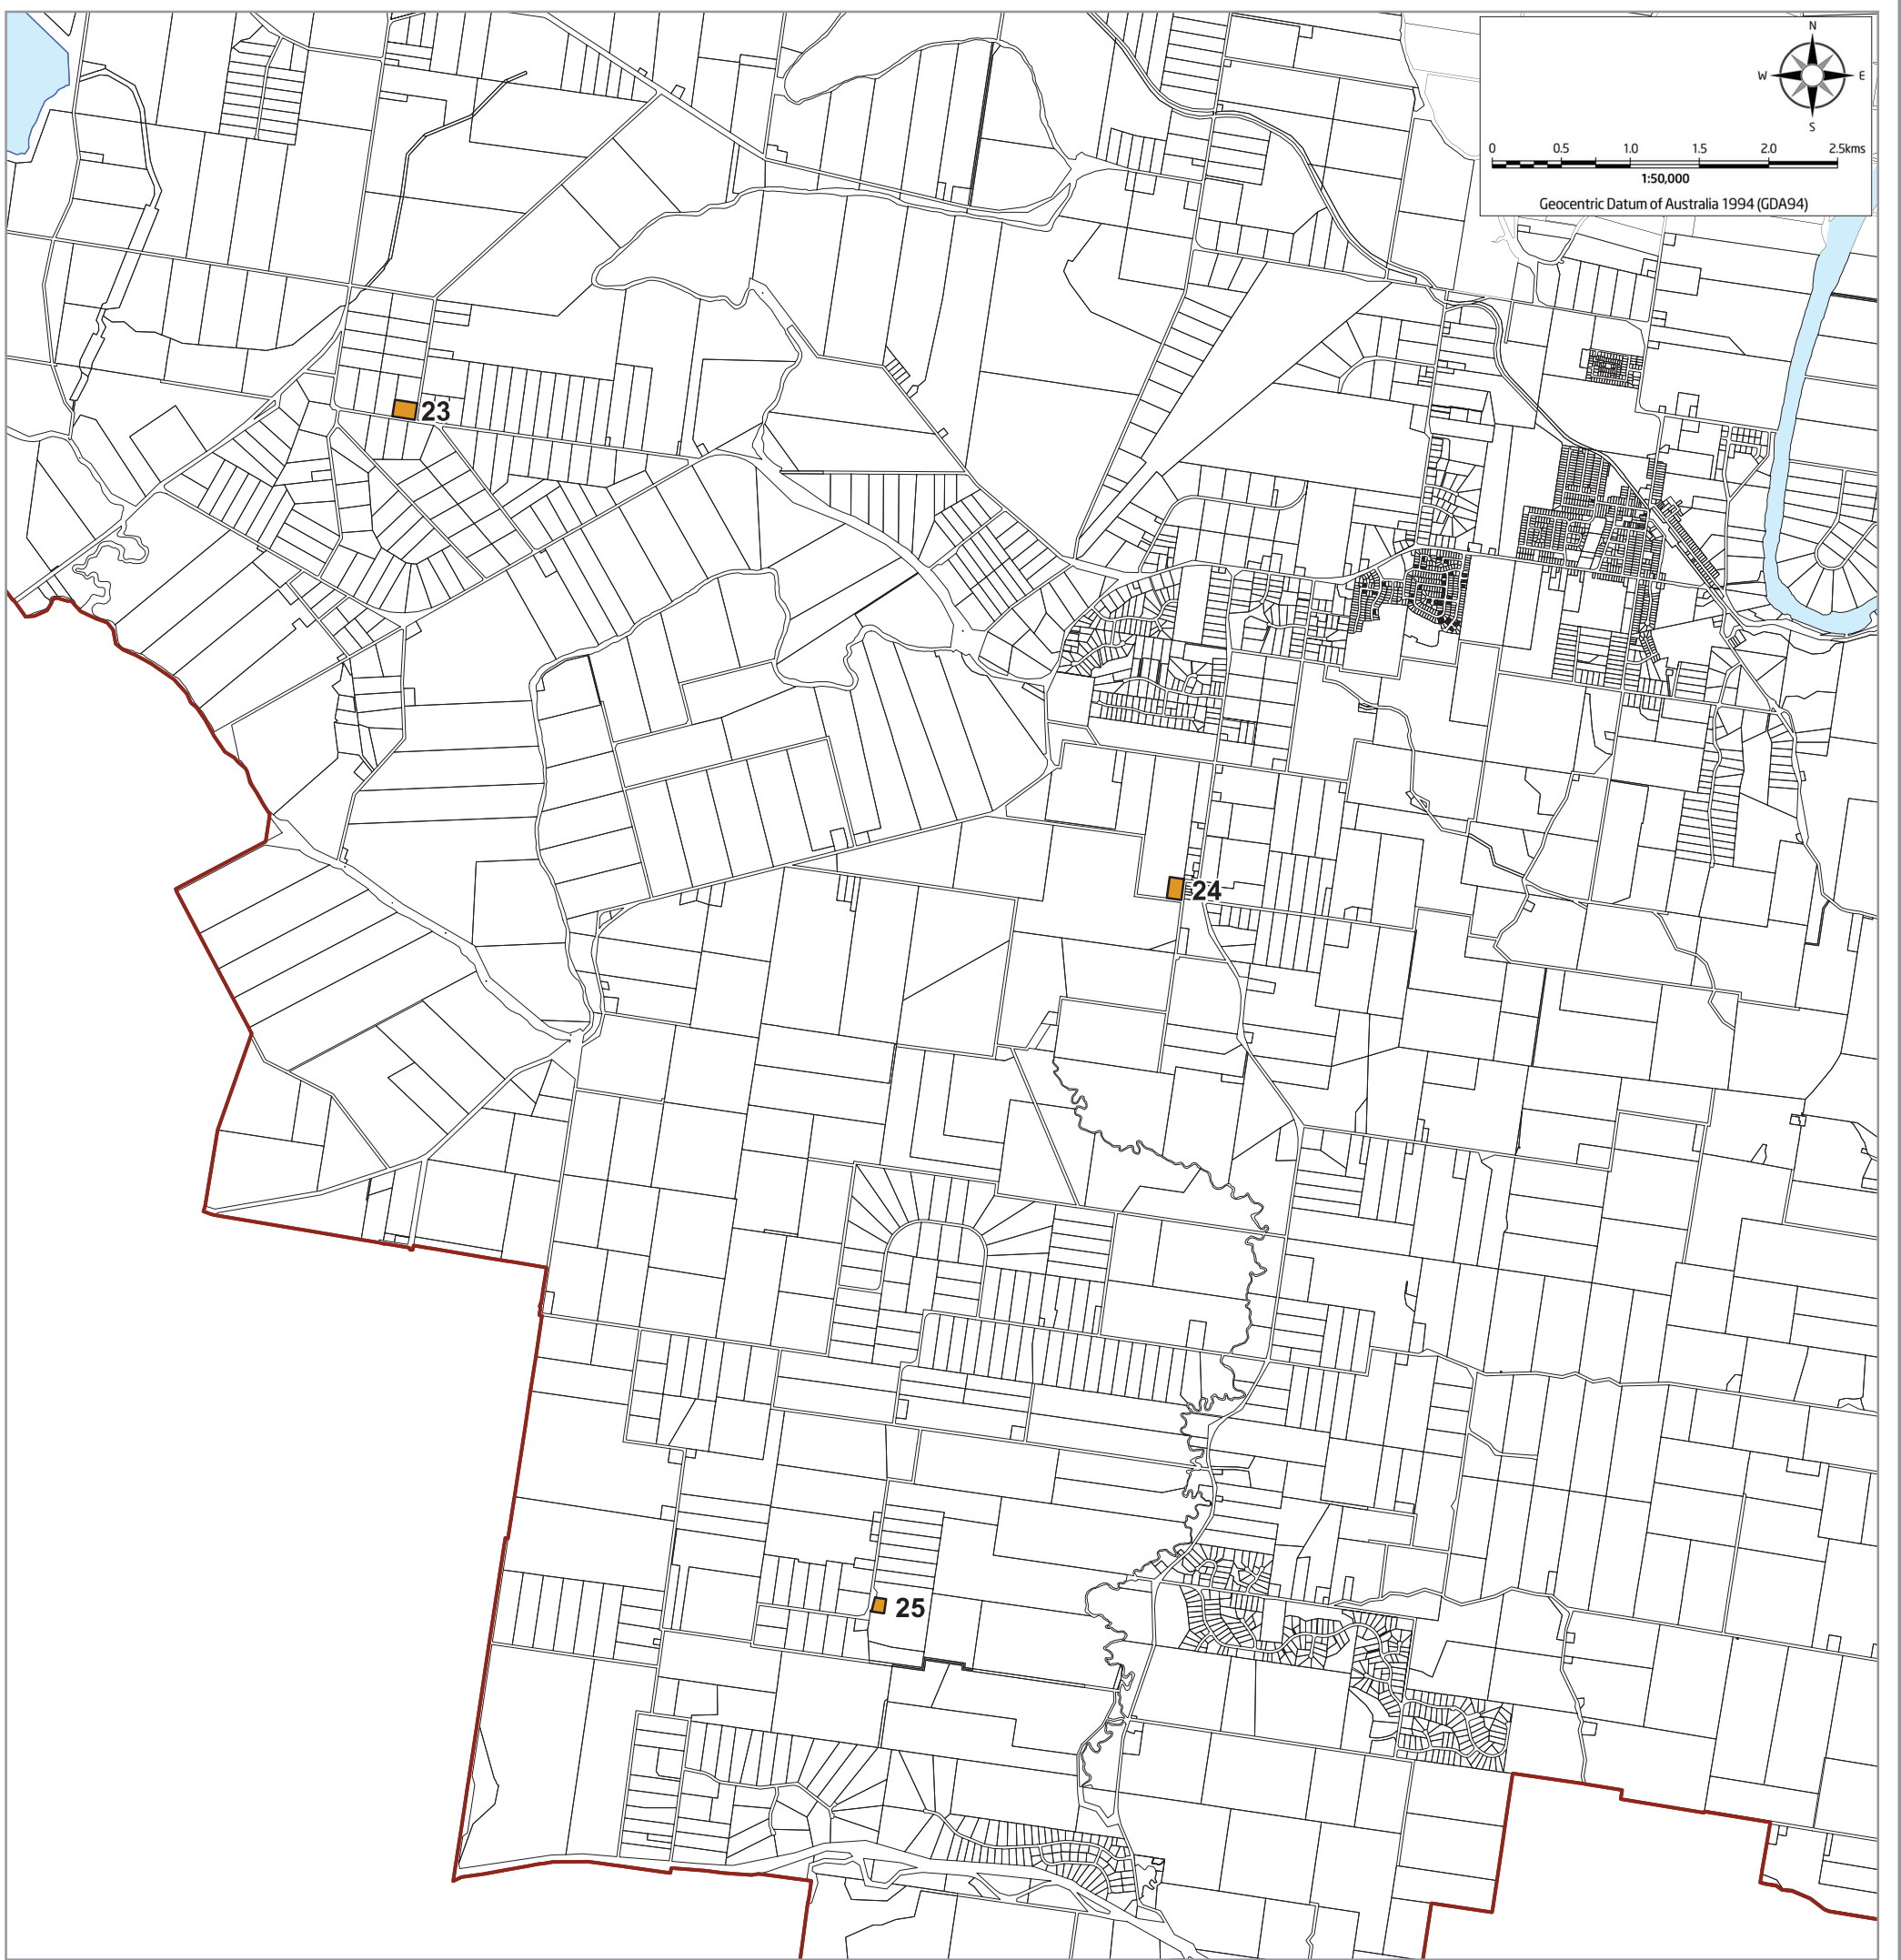 N
W E
S
0 0.5 1.0 1.5 2.0 2.5kms
1:50,000
Geocentric Datum of Australia 1994 (GDA94)
23
24
25